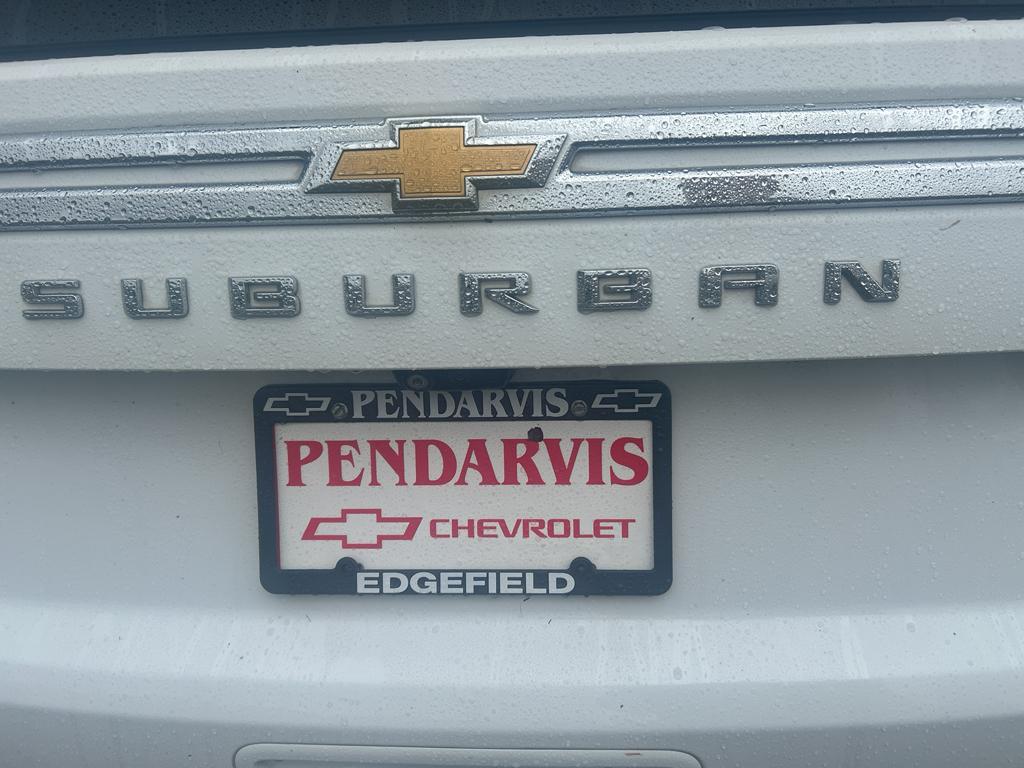 SUBURBAN
PENDARVIS
PENDARVIS
CHEVROLET
EDGEFIELD